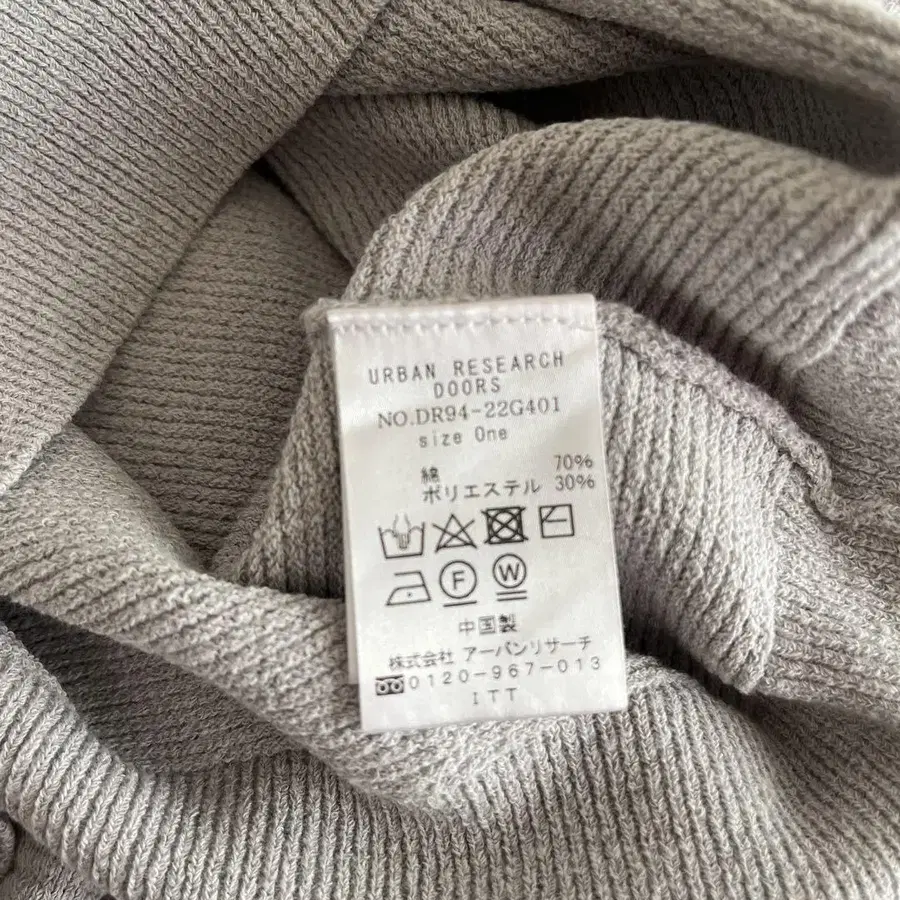 URBAN RESEARCH
DOORS
NO.DR94-22G401
size One
綿 70%
ポリエステル 30%
F W
中国製
株式会社 アーバンリサーチ
0120-967-013
ITT